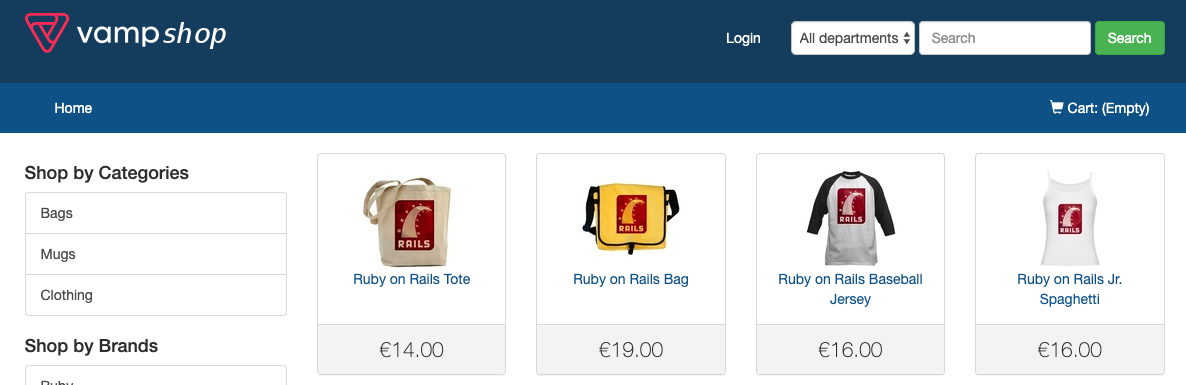 vamp shop
Login
All departments
Search
Search
Home
Cart: (Empty)
Shop by Categories
Bags
Mugs
Clothing
Shop by Brands
Ruby
RAILS
Ruby on Rails Tote
€14.00
RAILS
Ruby on Rails Bag
€19.00
RAILS
Ruby on Rails Baseball
Jersey
€16.00
RAILS
Ruby on Rails Jr.
Spaghetti
€16.00